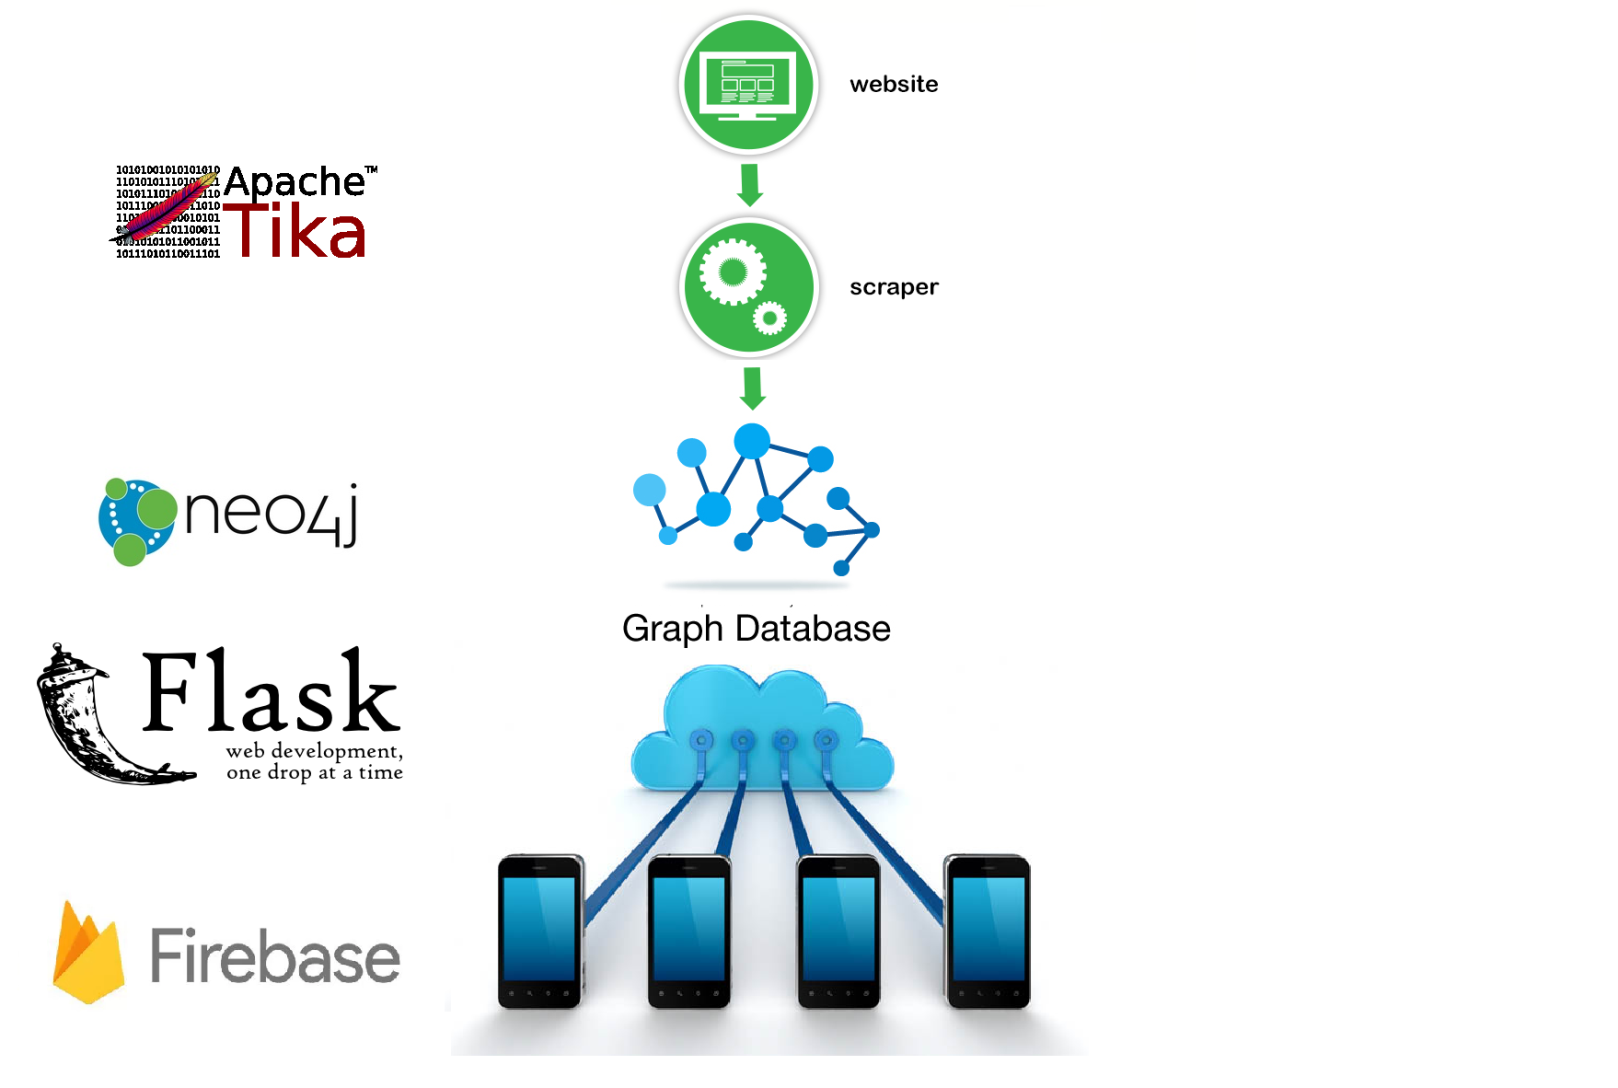 website
Apache™
Tika
scraper
neo4j
Graph Database
Flask
web development,
one drop at a time
Firebase